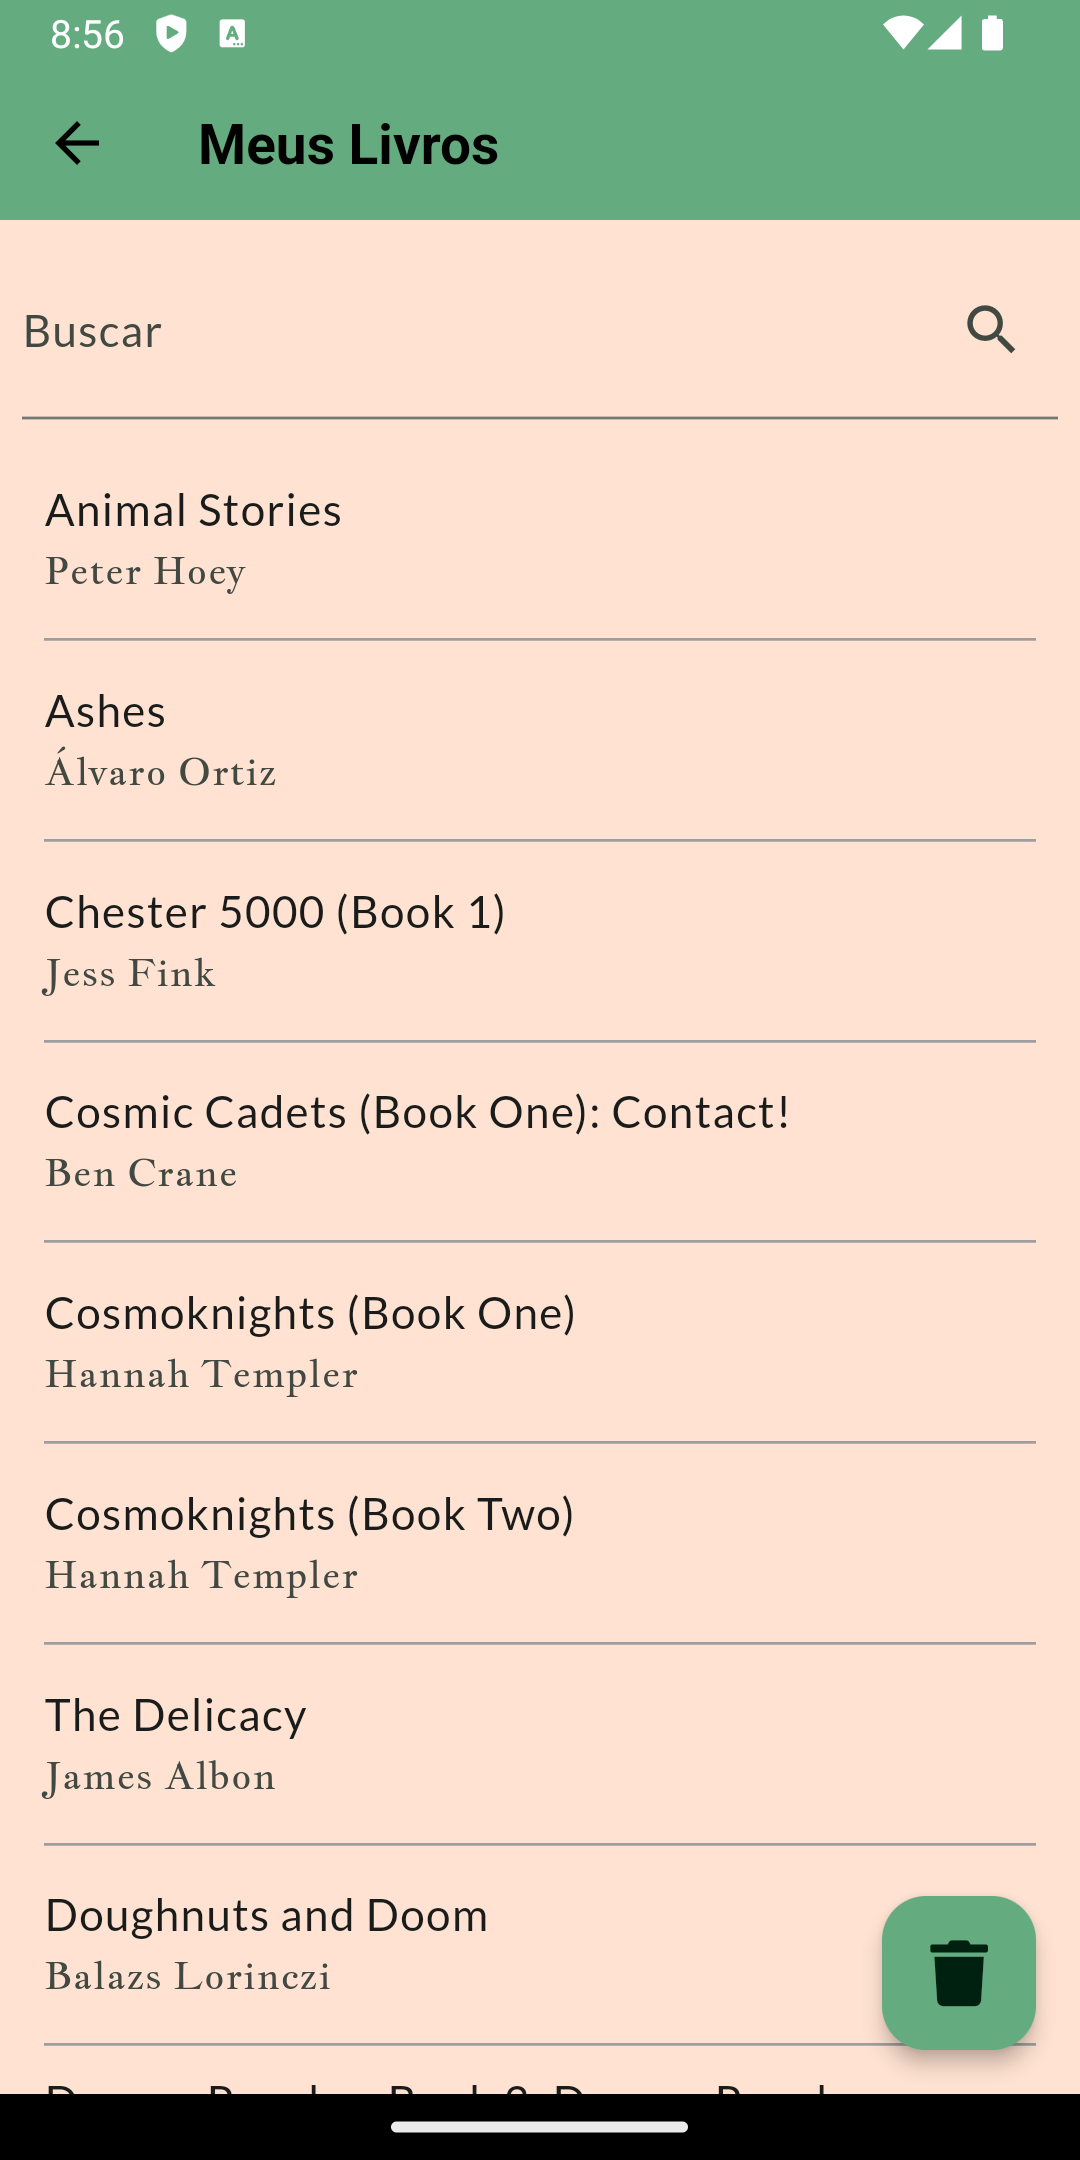 8:56
Meus Livros
Buscar
Animal Stories
Peter Hoey
Ashes
Álvaro Ortiz
Chester 5000 (Book 1)
Jess Fink
Cosmic Cadets (Book One): Contact!
Ben Crane
Cosmoknights (Book One)
Hannah Templer
Cosmoknights (Book Two)
Hannah Templer
The Delicacy
James Albon
Doughnuts and Doom
Balazs Lorinczi